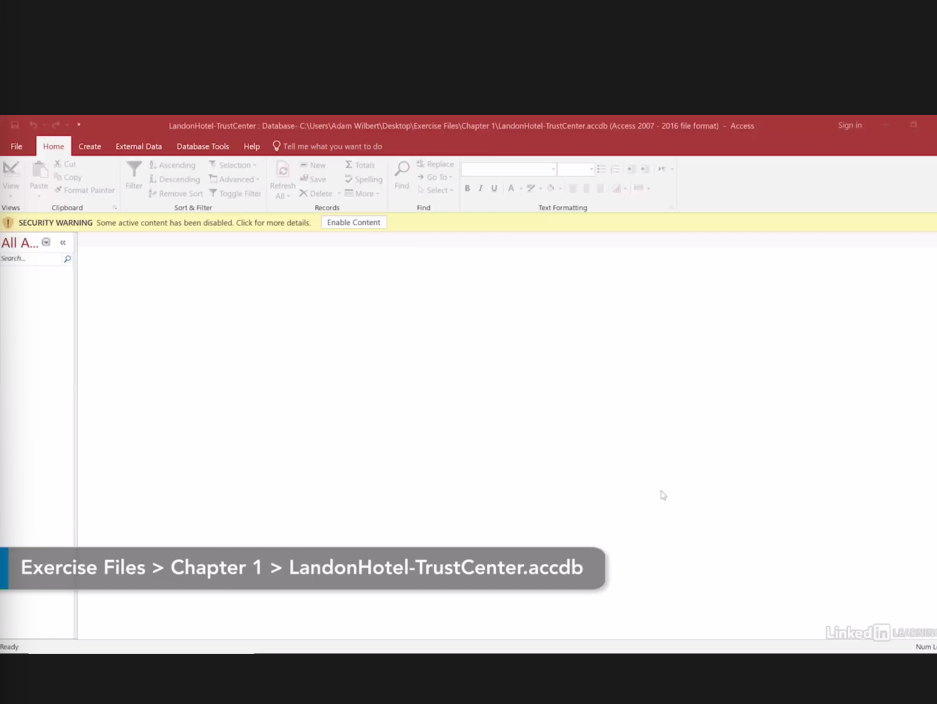 LandonHotel-TrustCenter : Database- C:\Users\Adam Wilbert\Desktop\Exercise Files\Chapter 1\LandonHotel-TrustCenter.accdb (Access 2007 - 2016 file format) - Access
Sign in
File Home Create External Data Database Tools Help Tell me what you want to do
View
Views
Paste
Cut
Copy
Format Painter
Clipboard
Filter
Ascending
Descending
Remove Sort
Selection
Advanced
Toggle Filter
Sort & Filter
Refresh
All
New
Save
Delete
Totals
Spelling
More
Records
Find
Replace
Go To
Select
Find
B I U A
Text Formatting
SECURITY WARNING Some active content has been disabled. Click for more details. Enable Content
All A...
Search...
Exercise Files > Chapter 1 > LandonHotel-TrustCenter.accdb
Linked in LEARNING
Ready
Num L